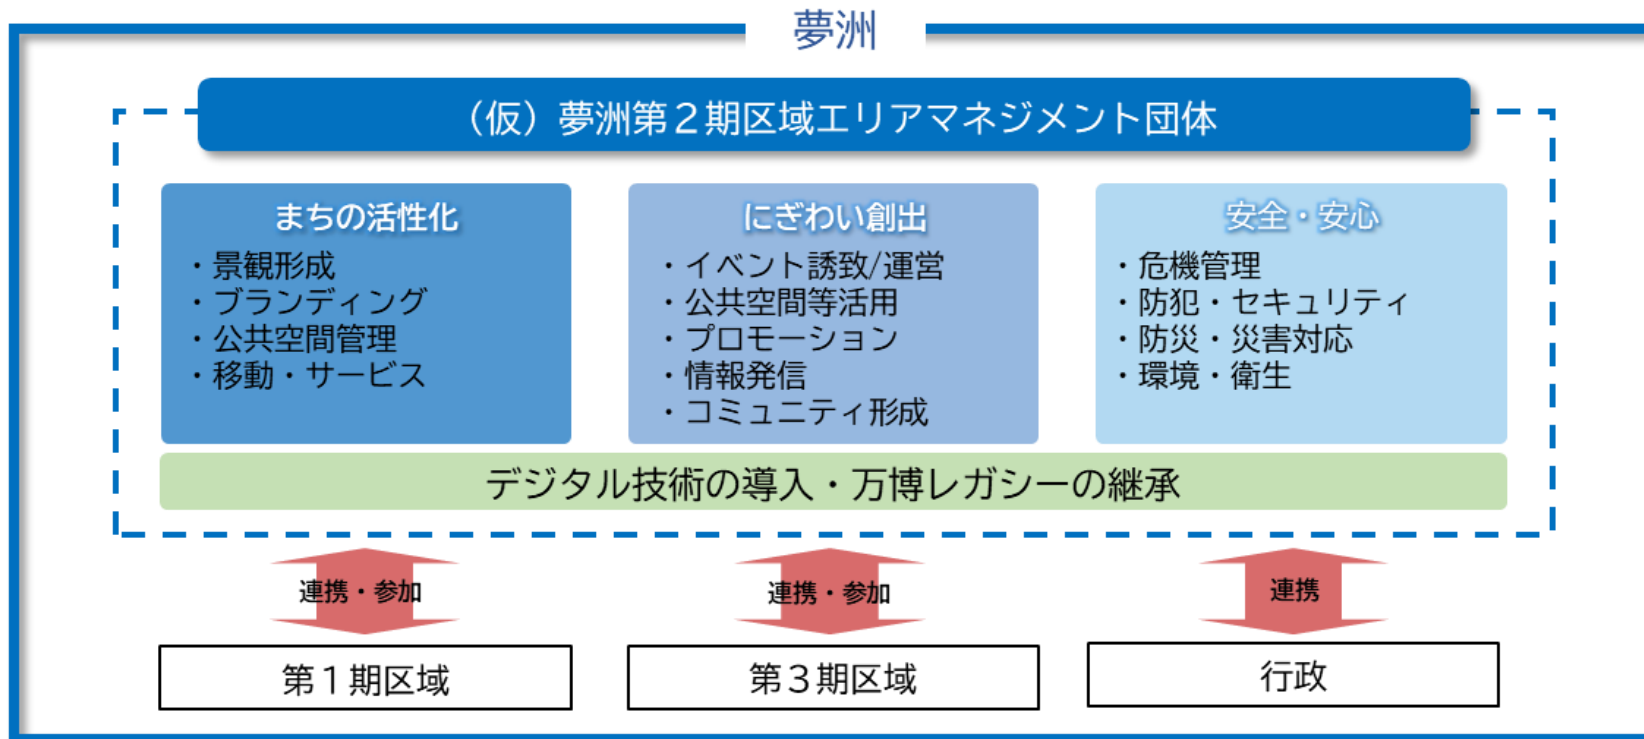 夢洲
（仮）夢洲第２期区域エリアマネジメント団体
まちの活性化
・景観形成
・ブランディング
・公共空間管理
・移動・サービス
にぎわい創出
・イベント誘致/運営
・公共空間等活用
・プロモーション
・情報発信
・コミュニティ形成
安全・安心
・危機管理
・防犯・セキュリティ
・防災・災害対応
・環境・衛生
デジタル技術の導入・万博レガシーの継承
連携・参加
連携・参加
連携
第１期区域
第３期区域
行政